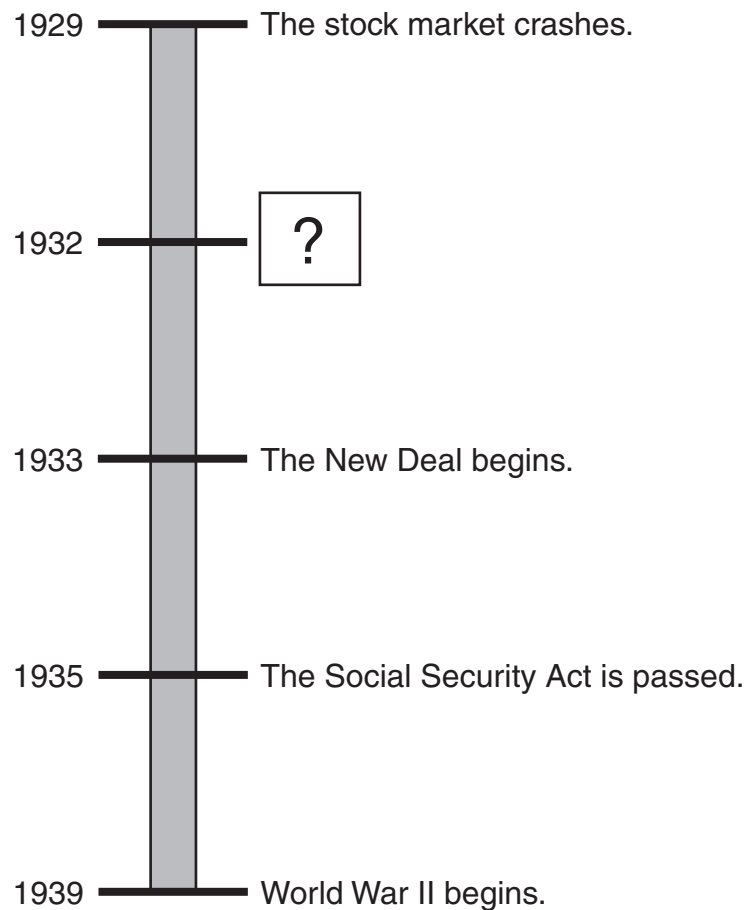 1929 The stock market crashes.
1932 ?
1933 The New Deal begins.
1935 The Social Security Act is passed.
1939 World War II begins.